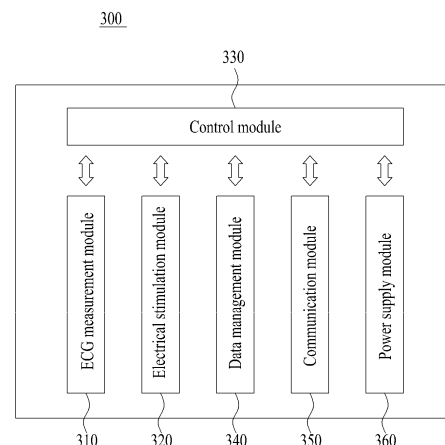 300
330
Control module
ECG measurement module
Electrical stimulation module
Data management module
Communication module
Power supply module
310 320 340 350 360